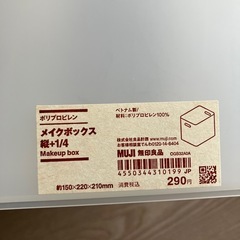 ポリプロピレン
メイクボックス
縦+1/4
Makeup box
約150×220×210mm
ベトナム製/
材料:ポリプロピレン100%
株式会社良品計画 www.muji.com
お客様相談室 てんわ0120-14-6404
MUJI 無印良品
4550344310199 JP
消費税込 290円